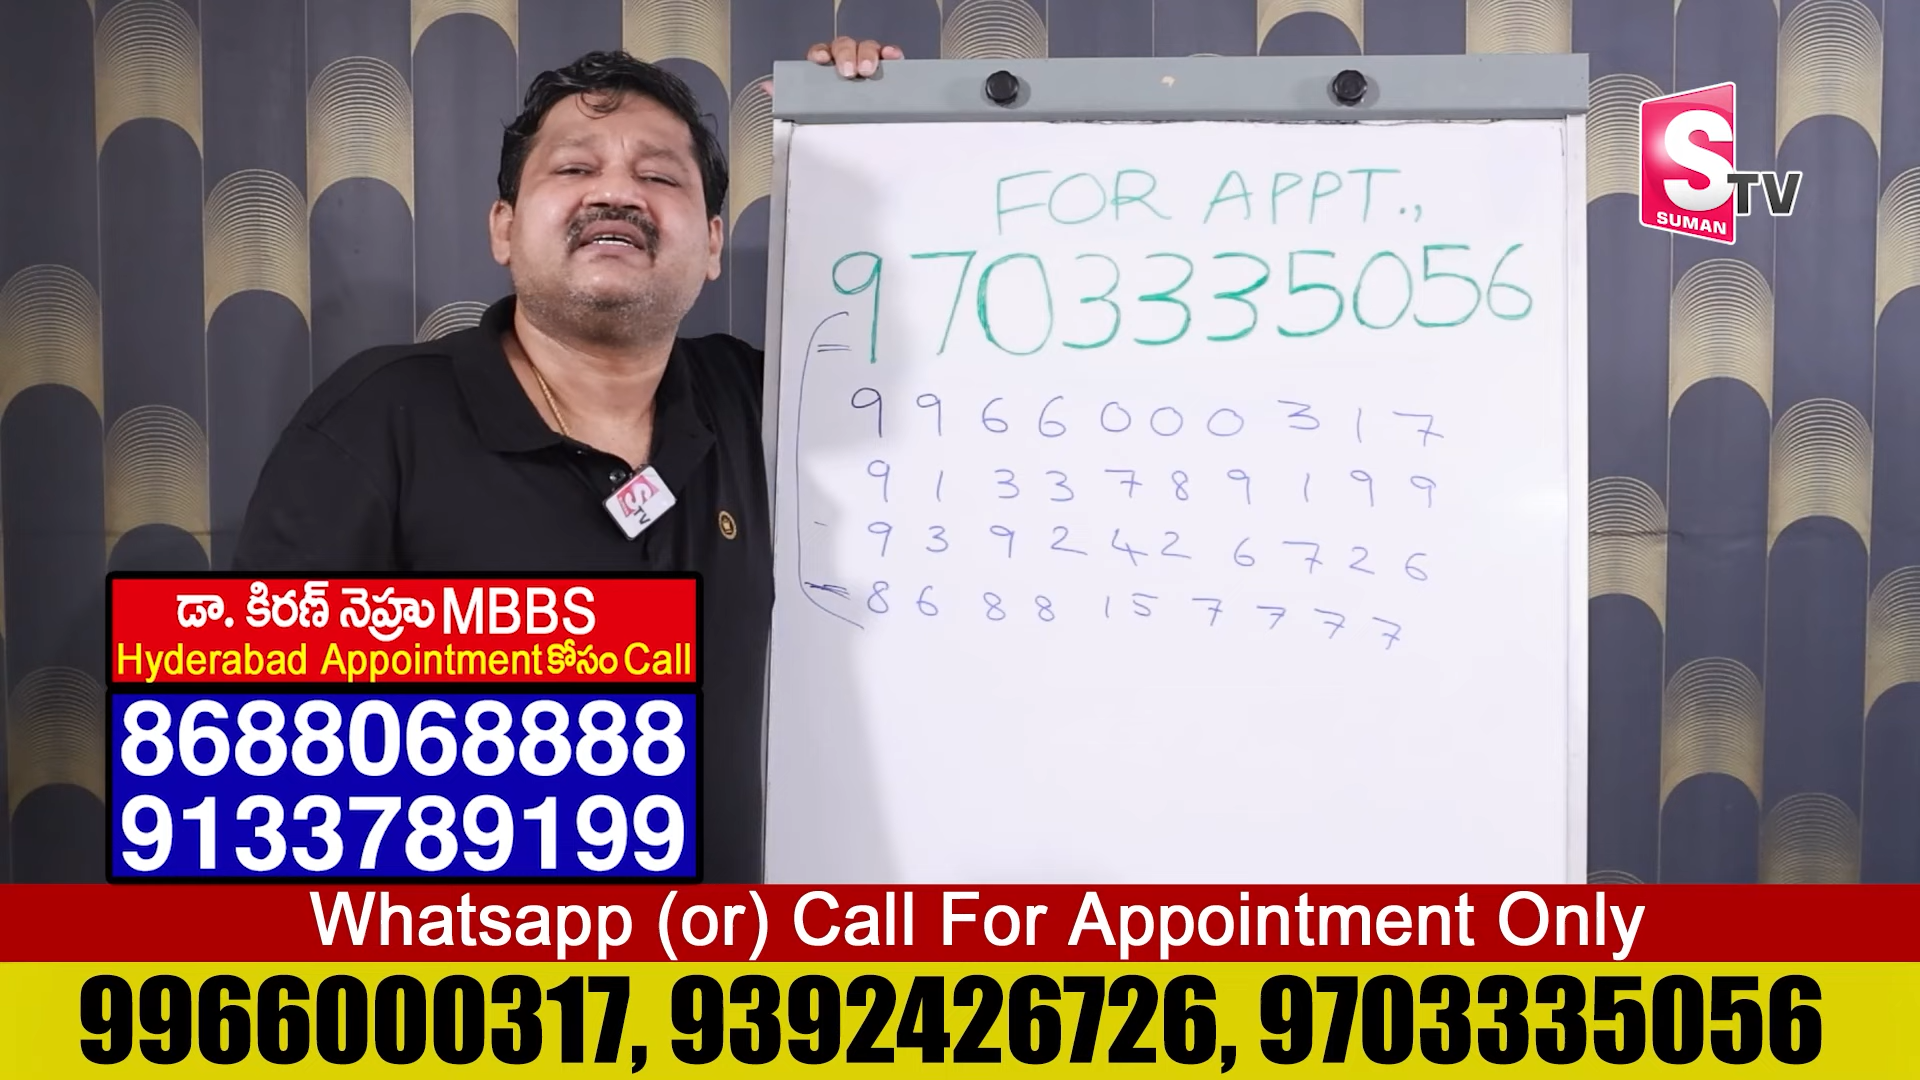 FOR APPT.,
9703335056
9966000317
9133789199
9392426726
8688157777
S TV
SUMAN
S TV
డా. కిరణ్ నెహ్రు MBBS
Hyderabad Appointment కోసం Call
8688068888
9133789199
Whatsapp (or) Call For Appointment Only
9966000317, 9392426726, 9703335056